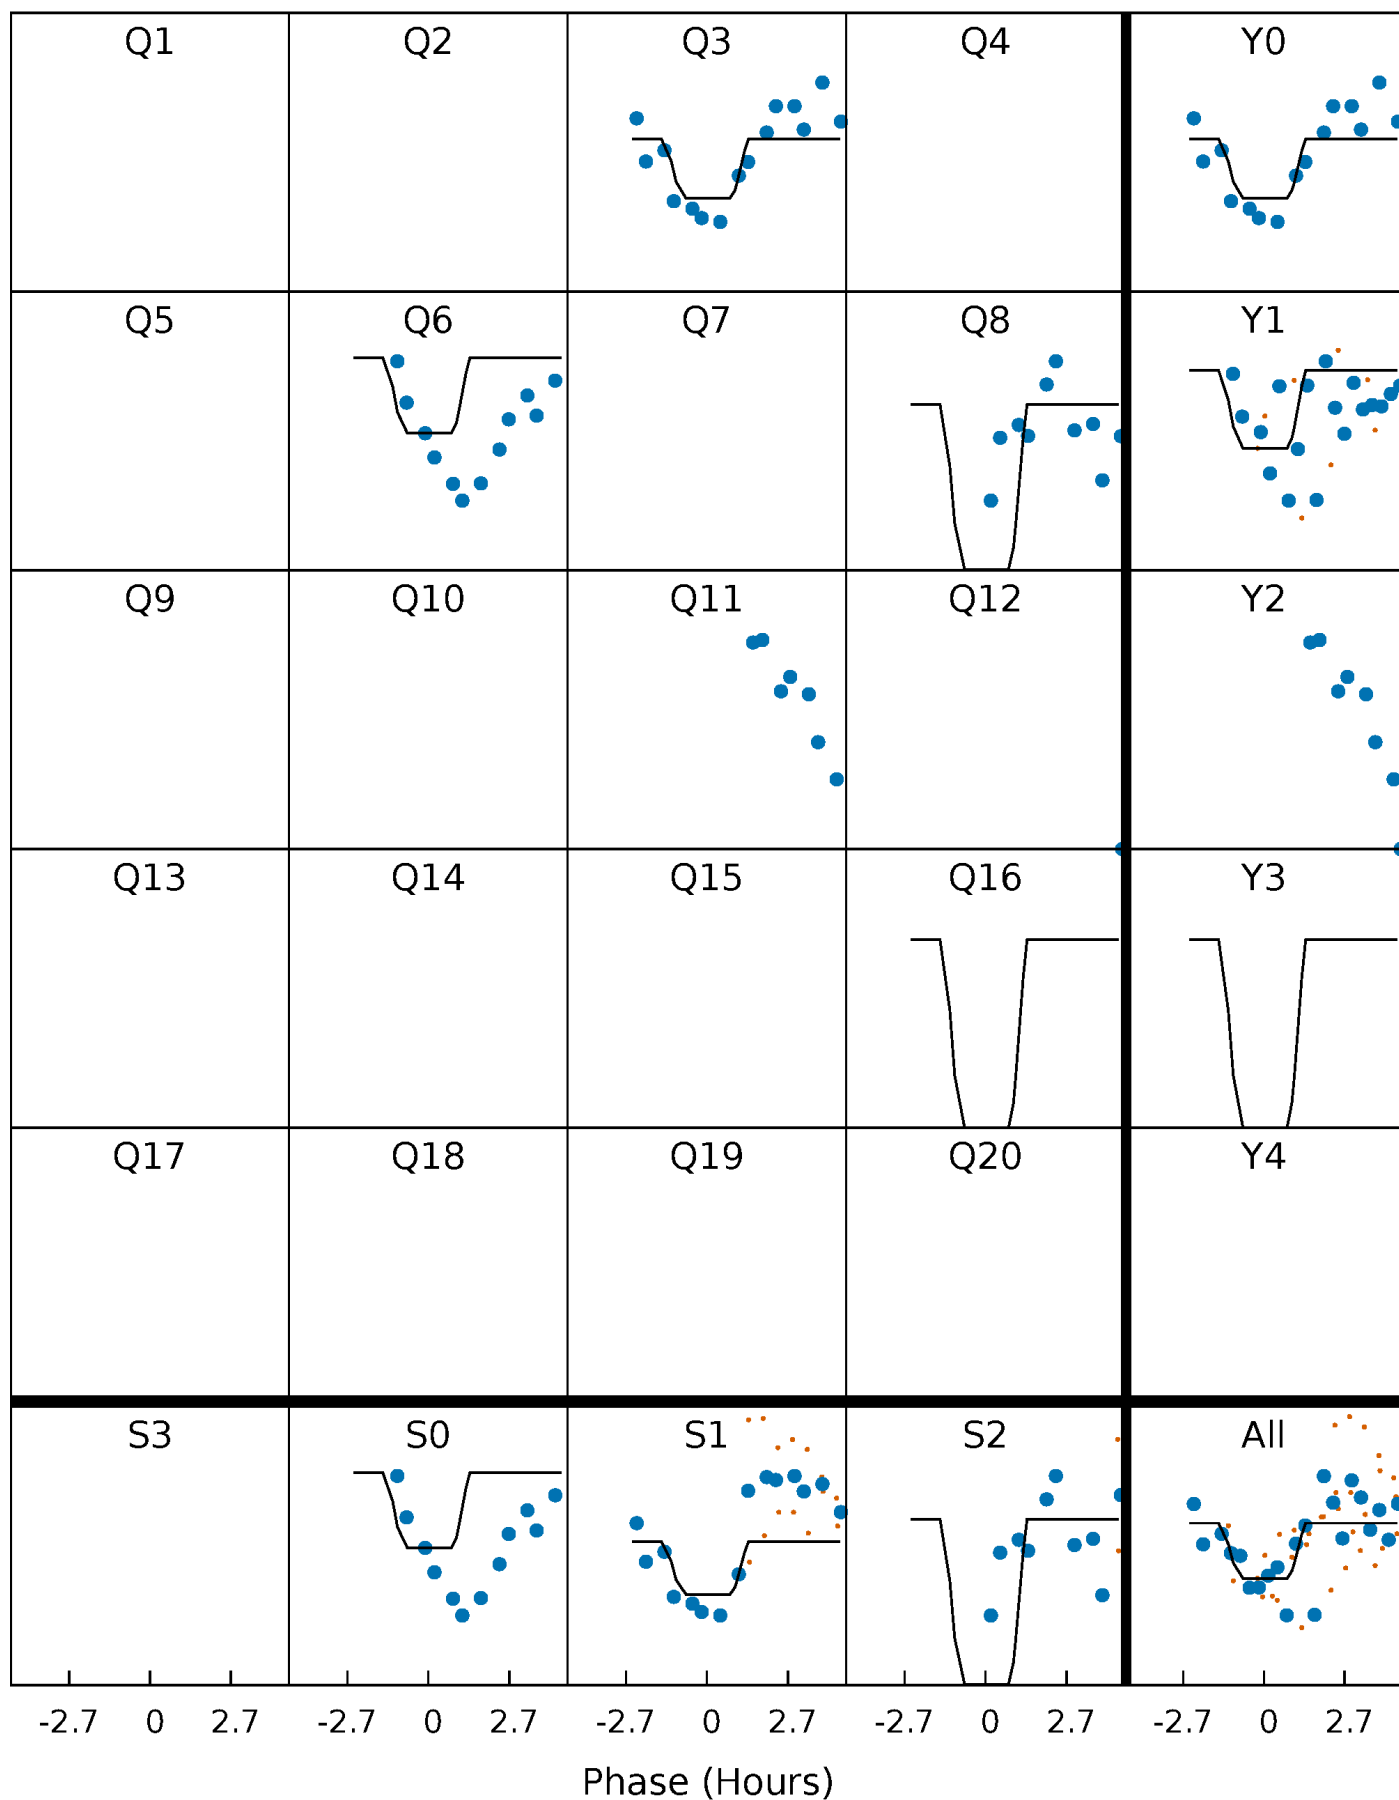 Q1 Q2 Q3 Q4 Y0
Q5 Q6 Q7 Q8 Y1
Q9 Q10 Q11 Q12 Y2
Q13 Q14 Q15 Q16 Y3
Q17 Q18 Q19 Q20 Y4
S3 S0 S1 S2 All
-2.7 0 2.7 -2.7 0 2.7 -2.7 0 2.7 -2.7 0 2.7 -2.7 0 2.7
Phase (Hours)